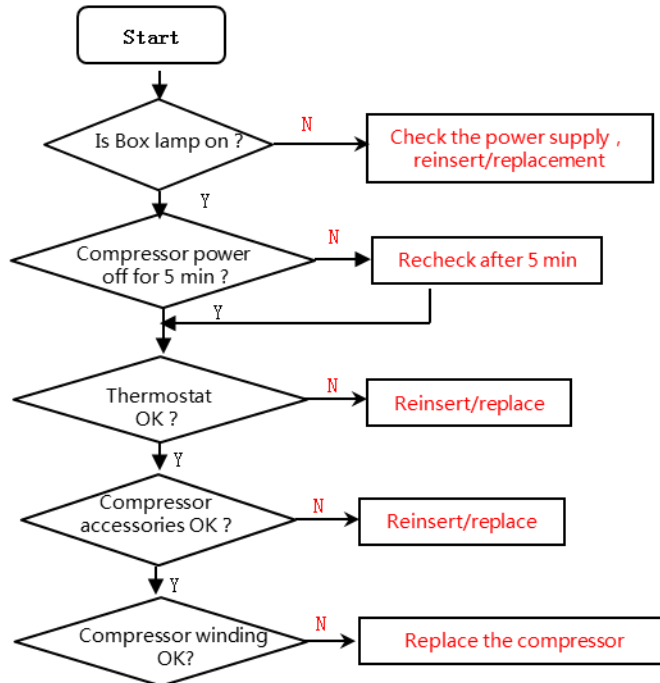 Start
Is Box lamp on ?
N
Check the power supply ,
reinsert/replacement
Y
Compressor power
off for 5 min ?
N
Recheck after 5 min
Y
Thermostat
OK ?
N
Reinsert/replace
Y
Compressor
accessories OK ?
N
Reinsert/replace
Y
Compressor winding
OK?
N
Replace the compressor